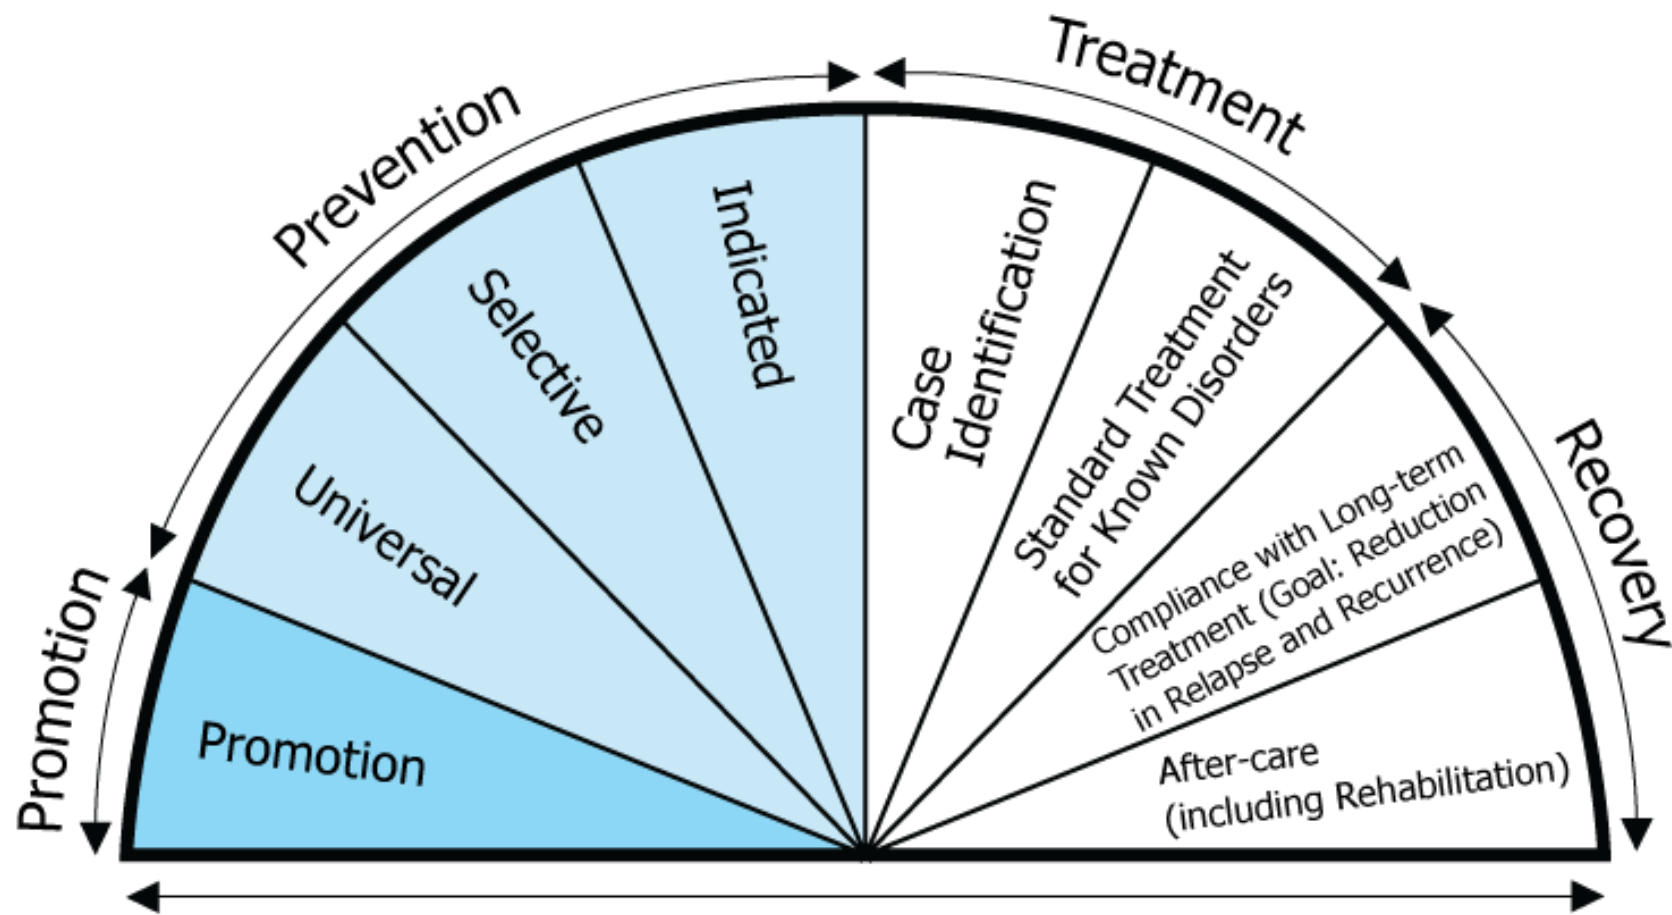 Promotion
Prevention
Treatment
Recovery
Promotion
Universal
Selective
Indicated
Case
Identification
Standard Treatment
for Known Disorders
Compliance with Long-term
Treatment (Goal: Reduction
in Relapse and Recurrence)
After-care
(including Rehabilitation)